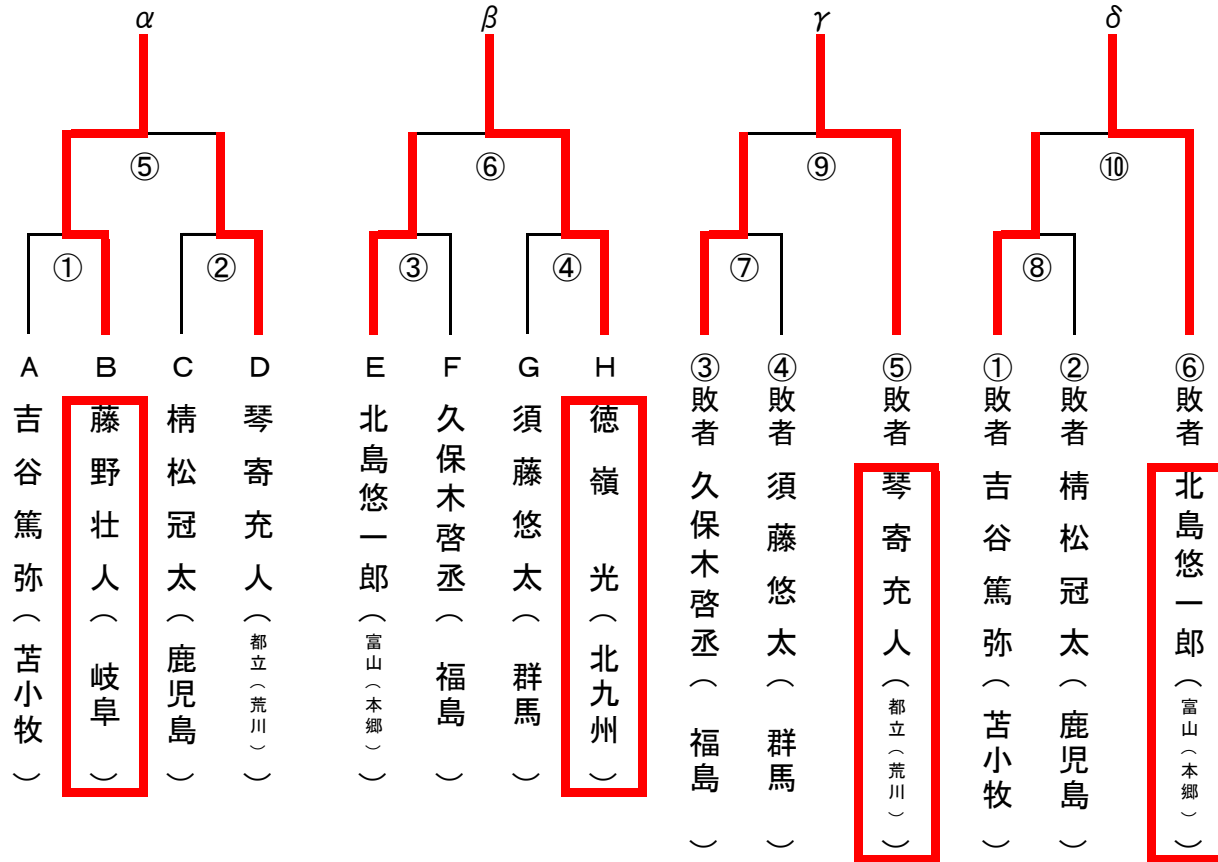 α
β
γ
δ
⑤
⑥
⑨
⑩
①
②
③
④
⑦
⑧
A
吉谷篤弥（苫小牧）
B
藤野壮人（岐阜）
C
棈松冠太（鹿児島）
D
琴寄充人（都立（荒川））
E
北島悠一郎（富山（本郷））
F
久保木啓丞（福島）
G
須藤悠太（群馬）
H
徳嶺光（北九州）
③敗者
久保木啓丞（福島）
④敗者
須藤悠太（群馬）
⑤敗者
琴寄充人（都立（荒川））
①敗者
吉谷篤弥（苫小牧）
②敗者
棈松冠太（鹿児島）
⑥敗者
北島悠一郎（富山（本郷））